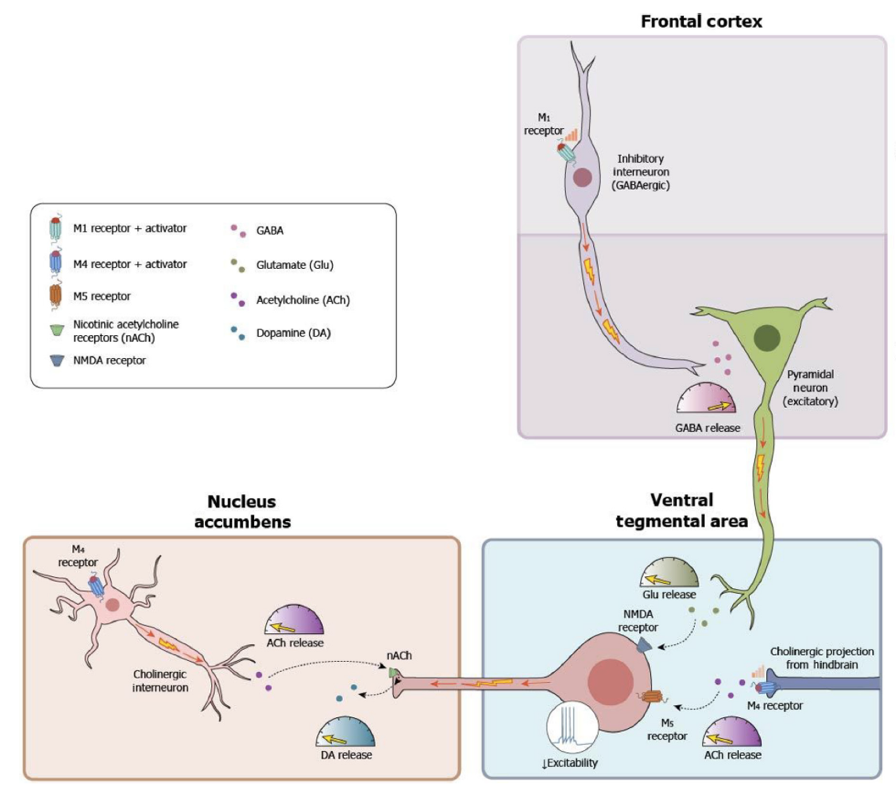 Frontal cortex
M1
receptor
Inhibitory
interneuron
(GABAergic)
M1 receptor + activator
M4 receptor + activator
M5 receptor
Nicotinic acetylcholine
receptors (nACh)
NMDA receptor
GABA
Glutamate (Glu)
Acetylcholine (ACh)
Dopamine (DA)
Pyramidal
neuron
(excitatory)
GABA release
Nucleus
accumbens
M4
receptor
ACh release
Cholinergic
interneuron
nACh
DA release
Ventral
tegmental area
Glu release
NMDA
receptor
Cholinergic projection
from hindbrain
M4 receptor
M5
receptor
ACh release
↓Excitability